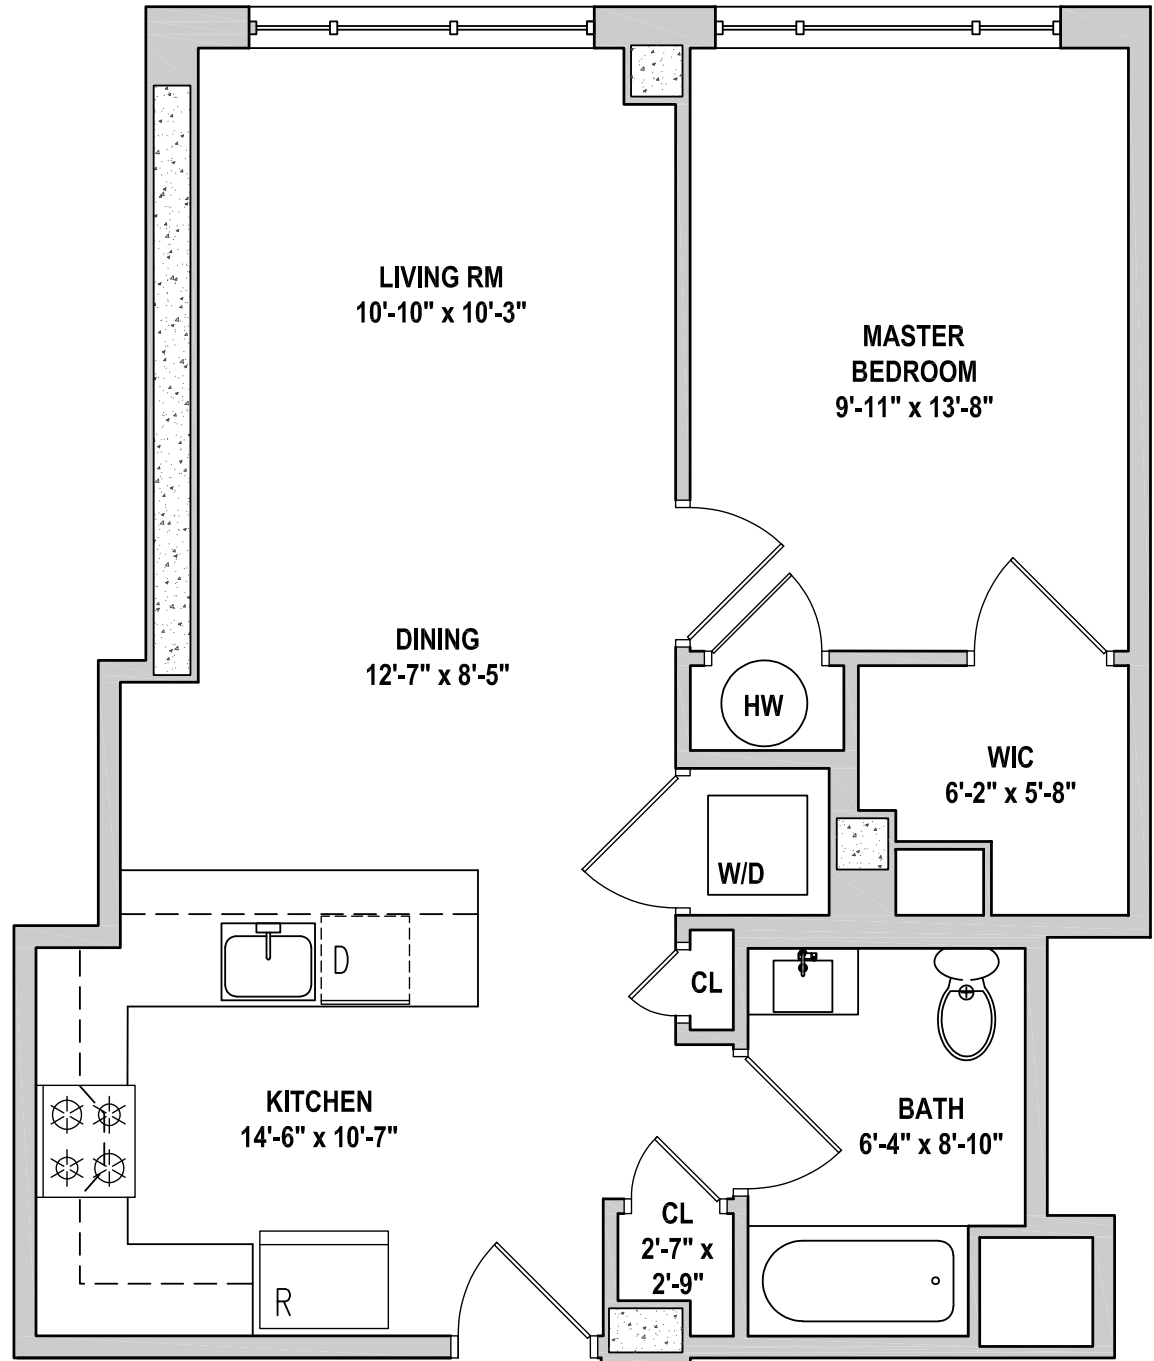 LIVING RM
10'-10" x 10'-3"
MASTER
BEDROOM
9'-11" x 13'-8"
DINING
12'-7" x 8'-5"
HW
WIC
6'-2" x 5'-8"
W/D
D
CL
KITCHEN
14'-6" x 10'-7"
BATH
6'-4" x 8'-10"
CL
2'-7" x
2'-9"
R